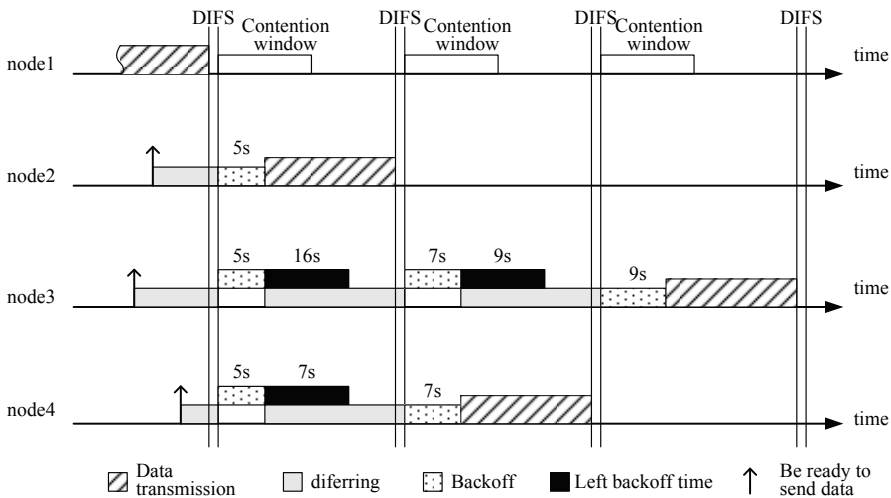 DIFS DIFS DIFS DIFS
Contention window Contention window Contention window
node1 time
5s
node2 time
5s 16s 7s 9s 9s
node3 time
5s 7s 7s
node4 time
Data transmission diferring Backoff Left backoff time Be ready to send data